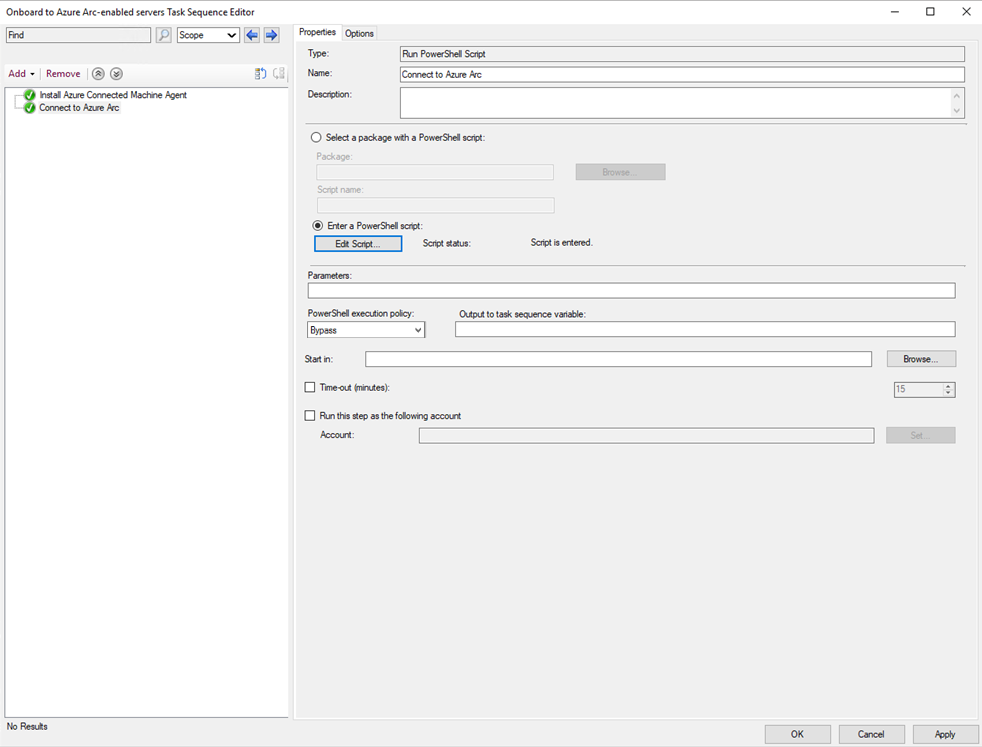 Onboard to Azure Arc-enabled servers Task Sequence Editor
Find
Scope
Add
Remove
Install Azure Connected Machine Agent
Connect to Azure Arc
No Results
Properties
Options
Type:
Run PowerShell Script
Name:
Connect to Azure Arc
Description:
Select a package with a PowerShell script:
Package:
Browse...
Script name:
Enter a PowerShell script:
Edit Script...
Script status:
Script is entered.
Parameters:
PowerShell execution policy:
Output to task sequence variable:
Bypass
Start in:
Browse...
Time-out (minutes):
15
Run this step as the following account
Account:
Set...
OK
Cancel
Apply